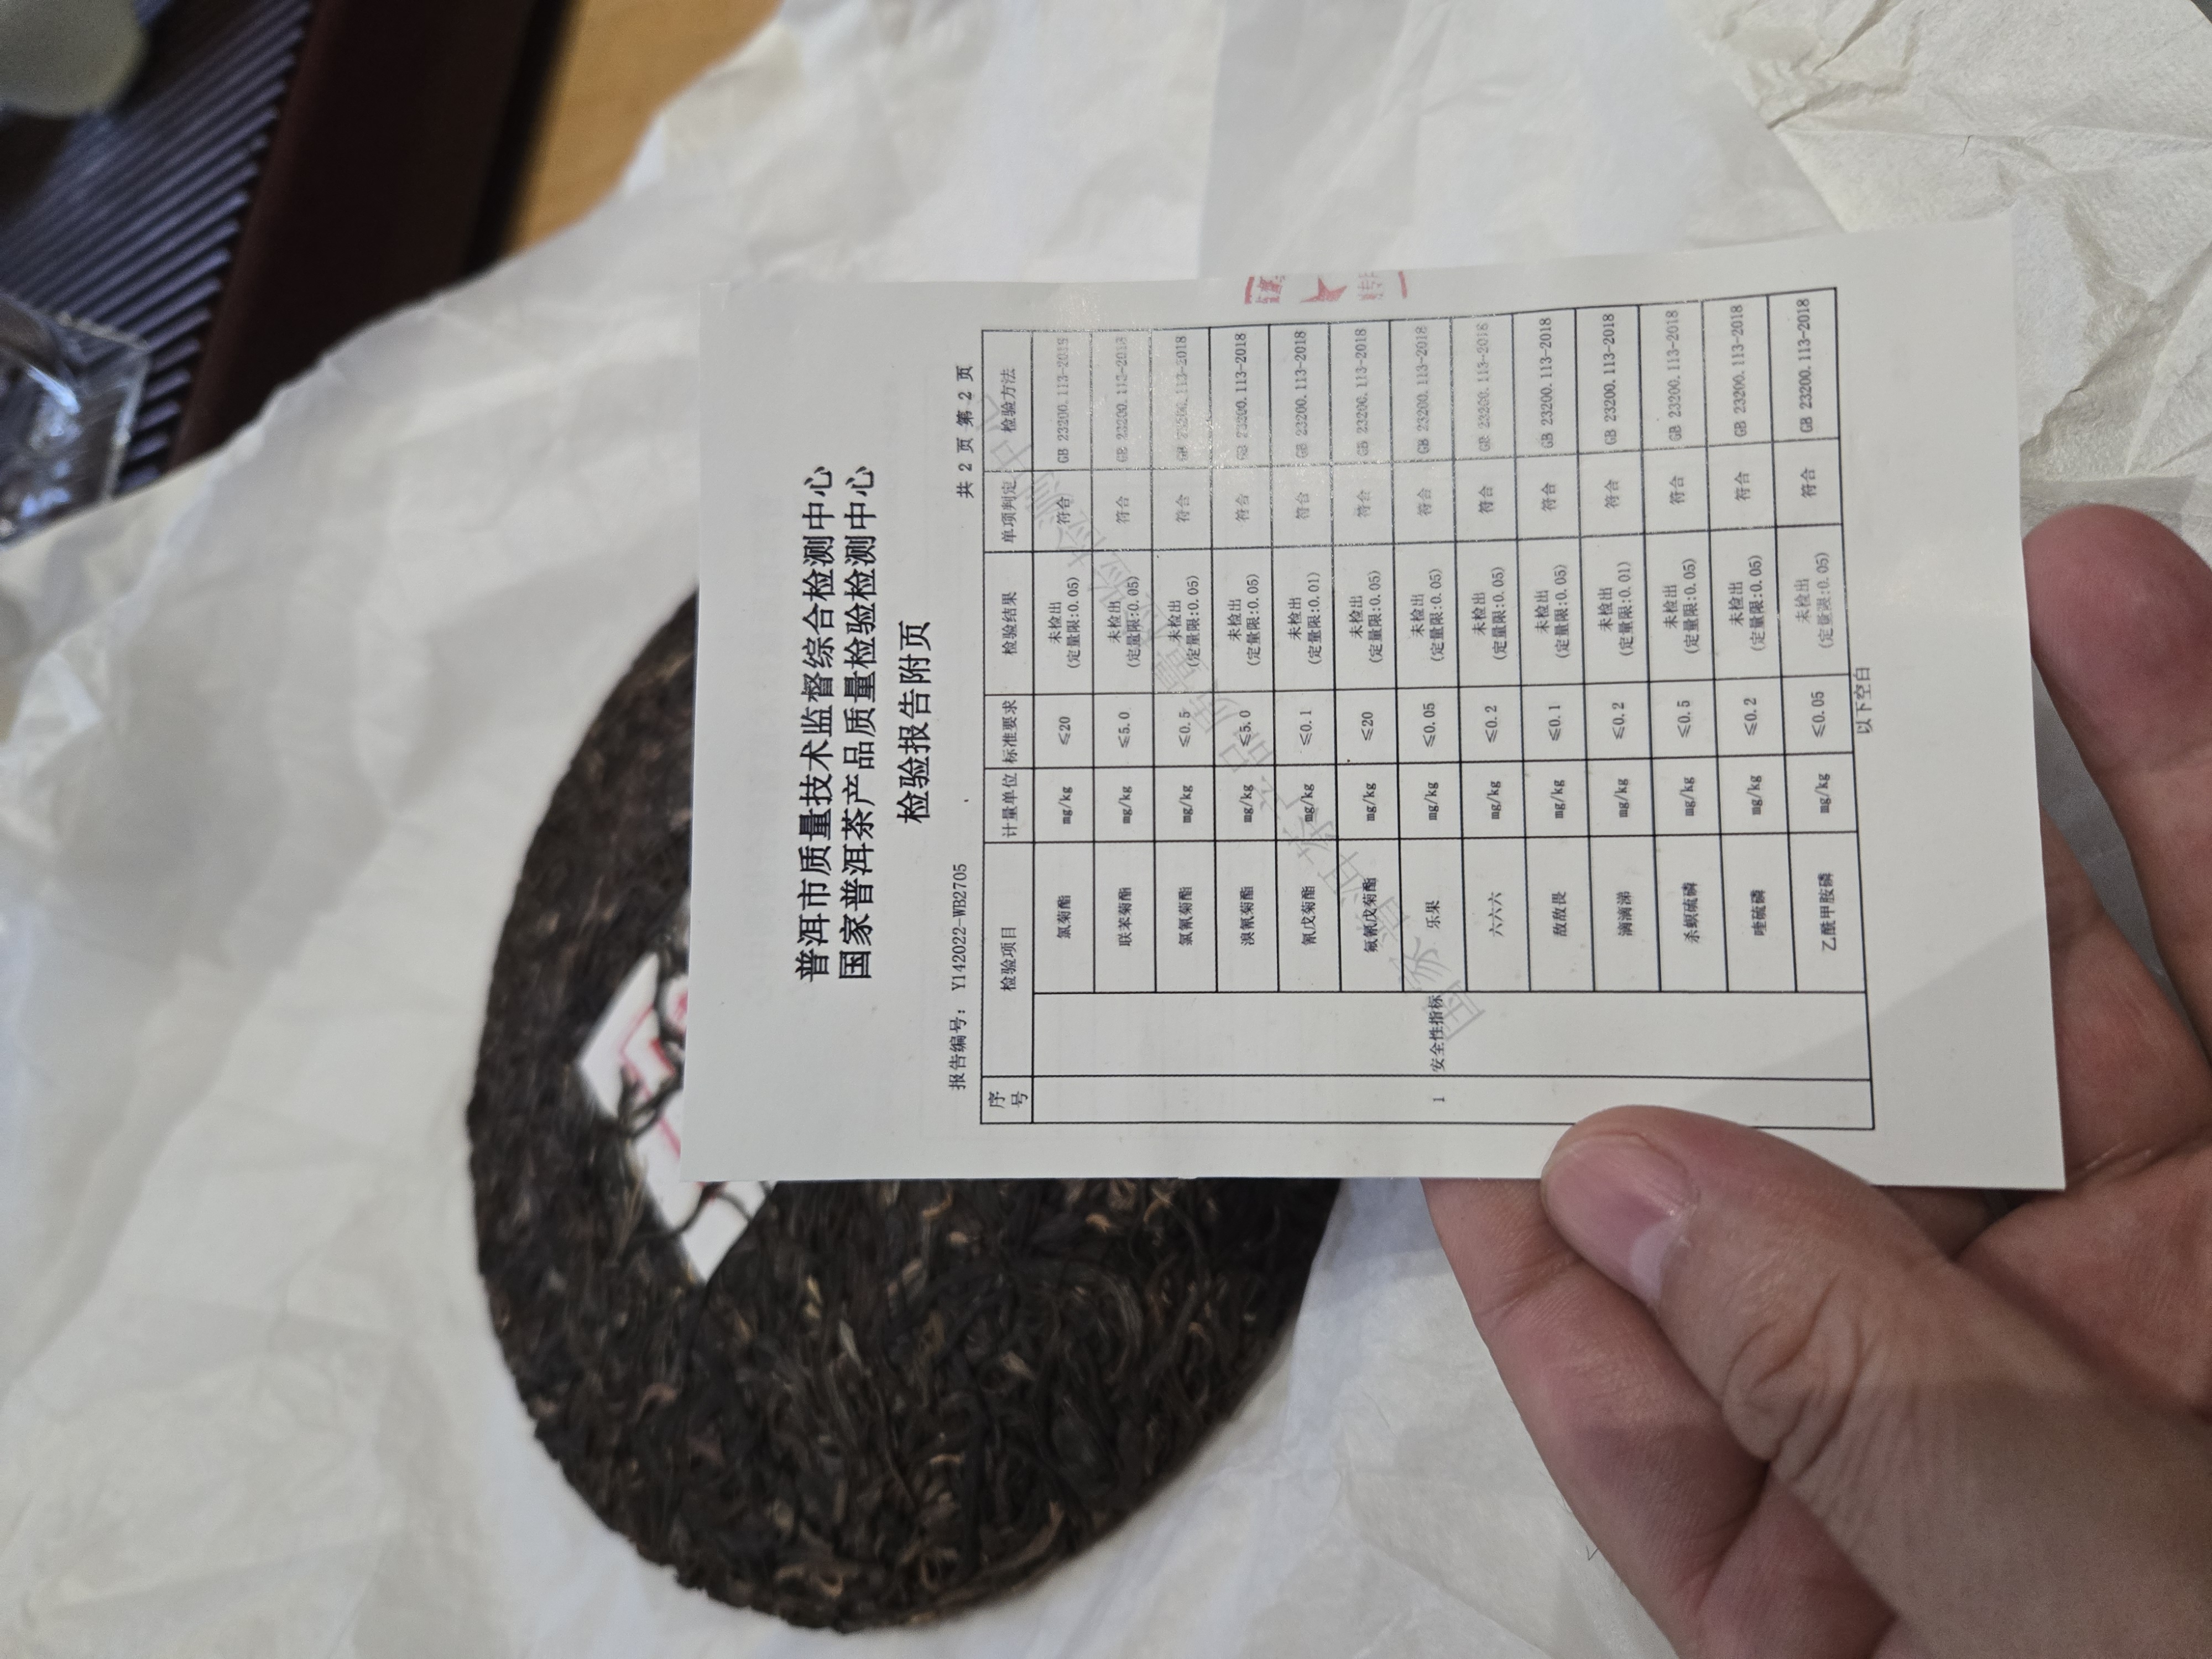 普洱市质量技术监督综合检测中心
国家普洱茶产品质量检验检测中心
检验报告附页
报告编号: Y142022-WB2705 共 2 页 第 2 页
序号 检验项目 计量单位 标准要求 检验结果 单项判定 检验方法
1 安全性指标
氯菊酯 mg/kg ≤20 未检出 (定量限:0.05) 符合 GB 23200.113-2018
联苯菊酯 mg/kg ≤5.0 未检出 (定量限:0.05) 符合 GB 23200.113-2018
氯氰菊酯 mg/kg ≤0.5 未检出 (定量限:0.05) 符合 GB 23200.113-2018
溴氰菊酯 mg/kg ≤5.0 未检出 (定量限:0.05) 符合 GB 23200.113-2018
氰戊菊酯 mg/kg ≤0.1 未检出 (定量限:0.01) 符合 GB 23200.113-2018
氟氰戊菊酯 mg/kg ≤20 未检出 (定量限:0.05) 符合 GB 23200.113-2018
乐果 mg/kg ≤0.05 未检出 (定量限:0.05) 符合 GB 23200.113-2018
六六六 mg/kg ≤0.2 未检出 (定量限:0.05) 符合 GB 23200.113-2018
敌敌畏 mg/kg ≤0.1 未检出 (定量限:0.05) 符合 GB 23200.113-2018
滴滴涕 mg/kg ≤0.2 未检出 (定量限:0.01) 符合 GB 23200.113-2018
杀螟硫磷 mg/kg ≤0.5 未检出 (定量限:0.05) 符合 GB 23200.113-2018
喹硫磷 mg/kg ≤0.2 未检出 (定量限:0.05) 符合 GB 23200.113-2018
乙酰甲胺磷 mg/kg ≤0.05 未检出 (定量限:0.05) 符合 GB 23200.113-2018
以下空白
国家普洱茶产品质量检验检测中心